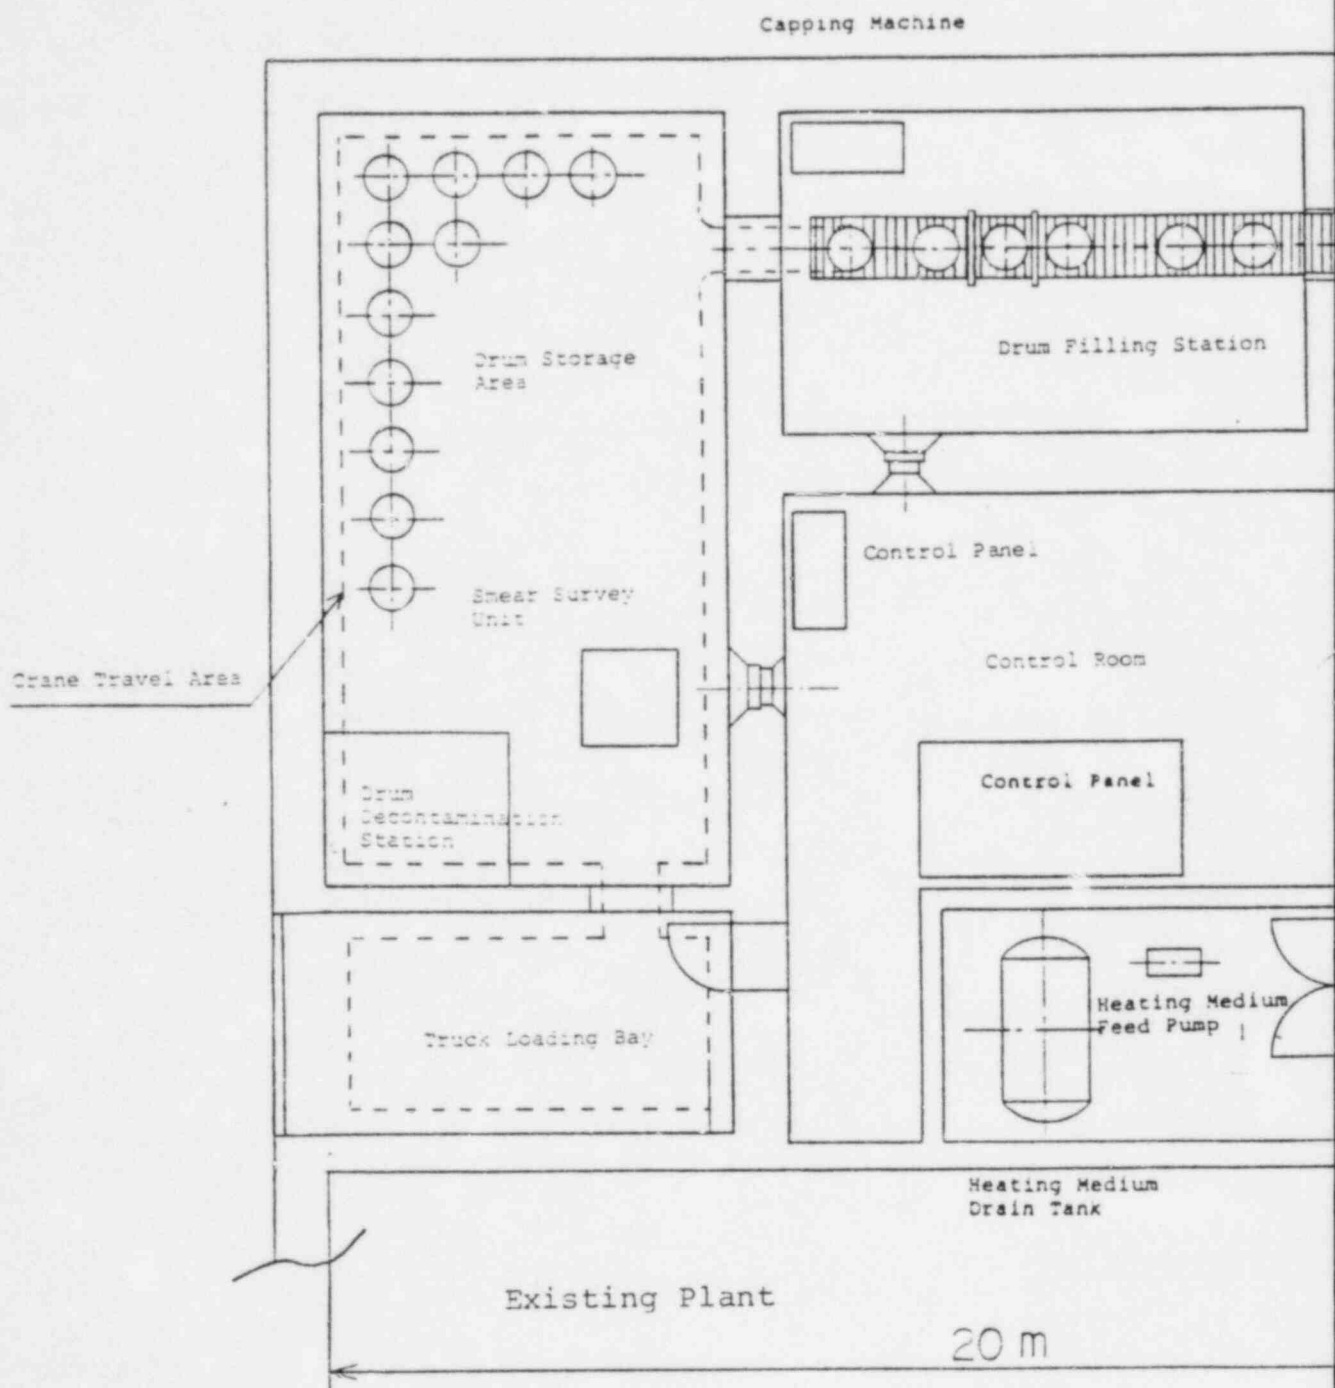 Capping Machine
Drum Filling Station
Drum Storage
Area
Control Panel
Smear Survey
Unit
Control Room
Crane Travel Area
Control Panel
Drum
Decontamination
Station
Heating Medium
Feed Pump
Truck Loading Bay
Heating Medium
Drain Tank
Existing Plant
20 m